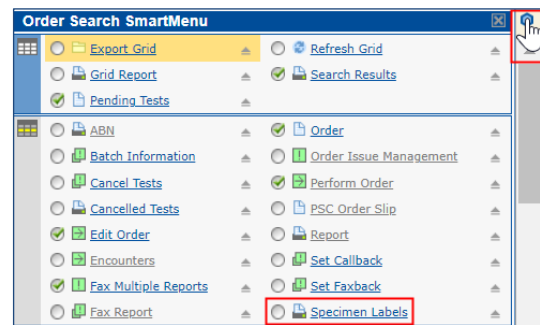 Order Search SmartMenu
Export Grid Refresh Grid
Grid Report Search Results
Pending Tests
ABN Order
Batch Information Order Issue Management
Cancel Tests Perform Order
Cancelled Tests PSC Order Slip
Edit Order Report
Encounters Set Callback
Fax Multiple Reports Set Faxback
Fax Report Specimen Labels